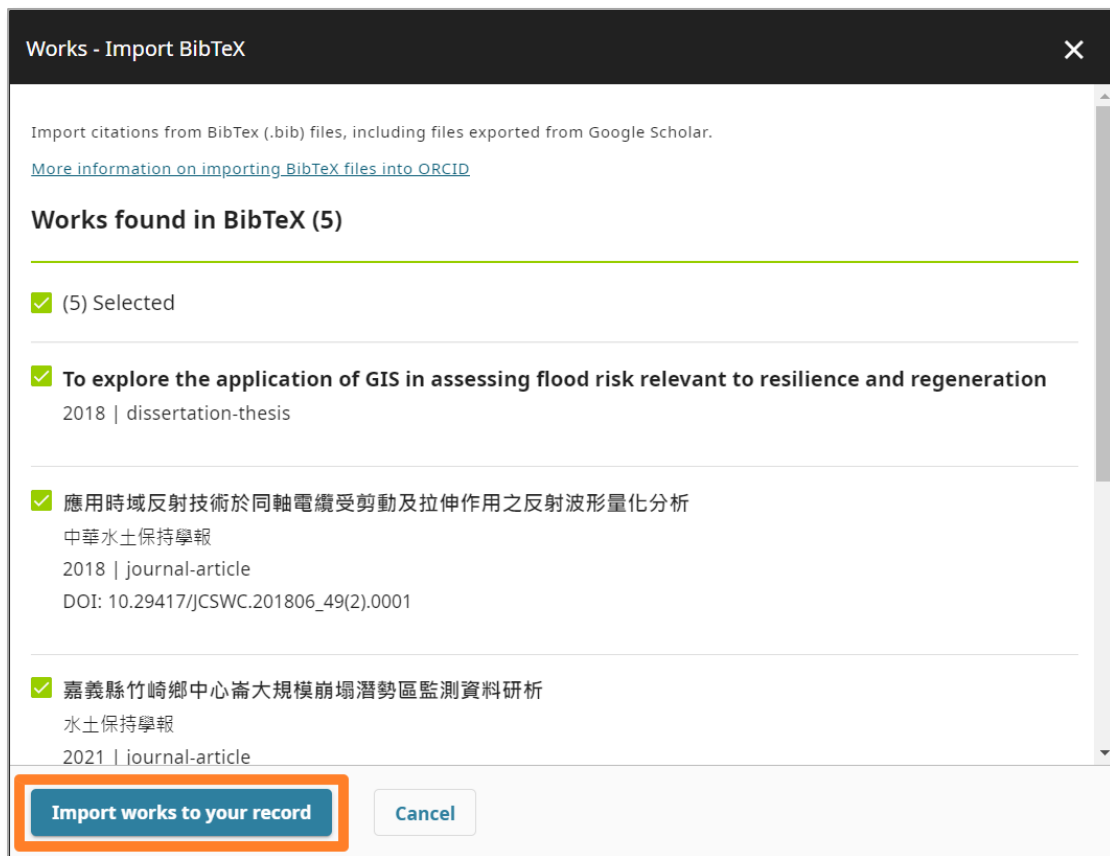 Works - Import BibTeX
Import citations from BibTex (.bib) files, including files exported from Google Scholar.
More information on importing BibTeX files into ORCID
Works found in BibTeX (5)
(5) Selected
To explore the application of GIS in assessing flood risk relevant to resilience and regeneration
2018 | dissertation-thesis
應用時域反射技術於同軸電纜受剪動及拉伸作用之反射波形量化分析
中華水土保持學報
2018 | journal-article
DOI: 10.29417/JCSWC.201806_49(2).0001
嘉義縣竹崎鄉中心崙大規模崩塌潛勢區監測資料研析
水土保持學報
2021 | journal-article
Import works to your record
Cancel